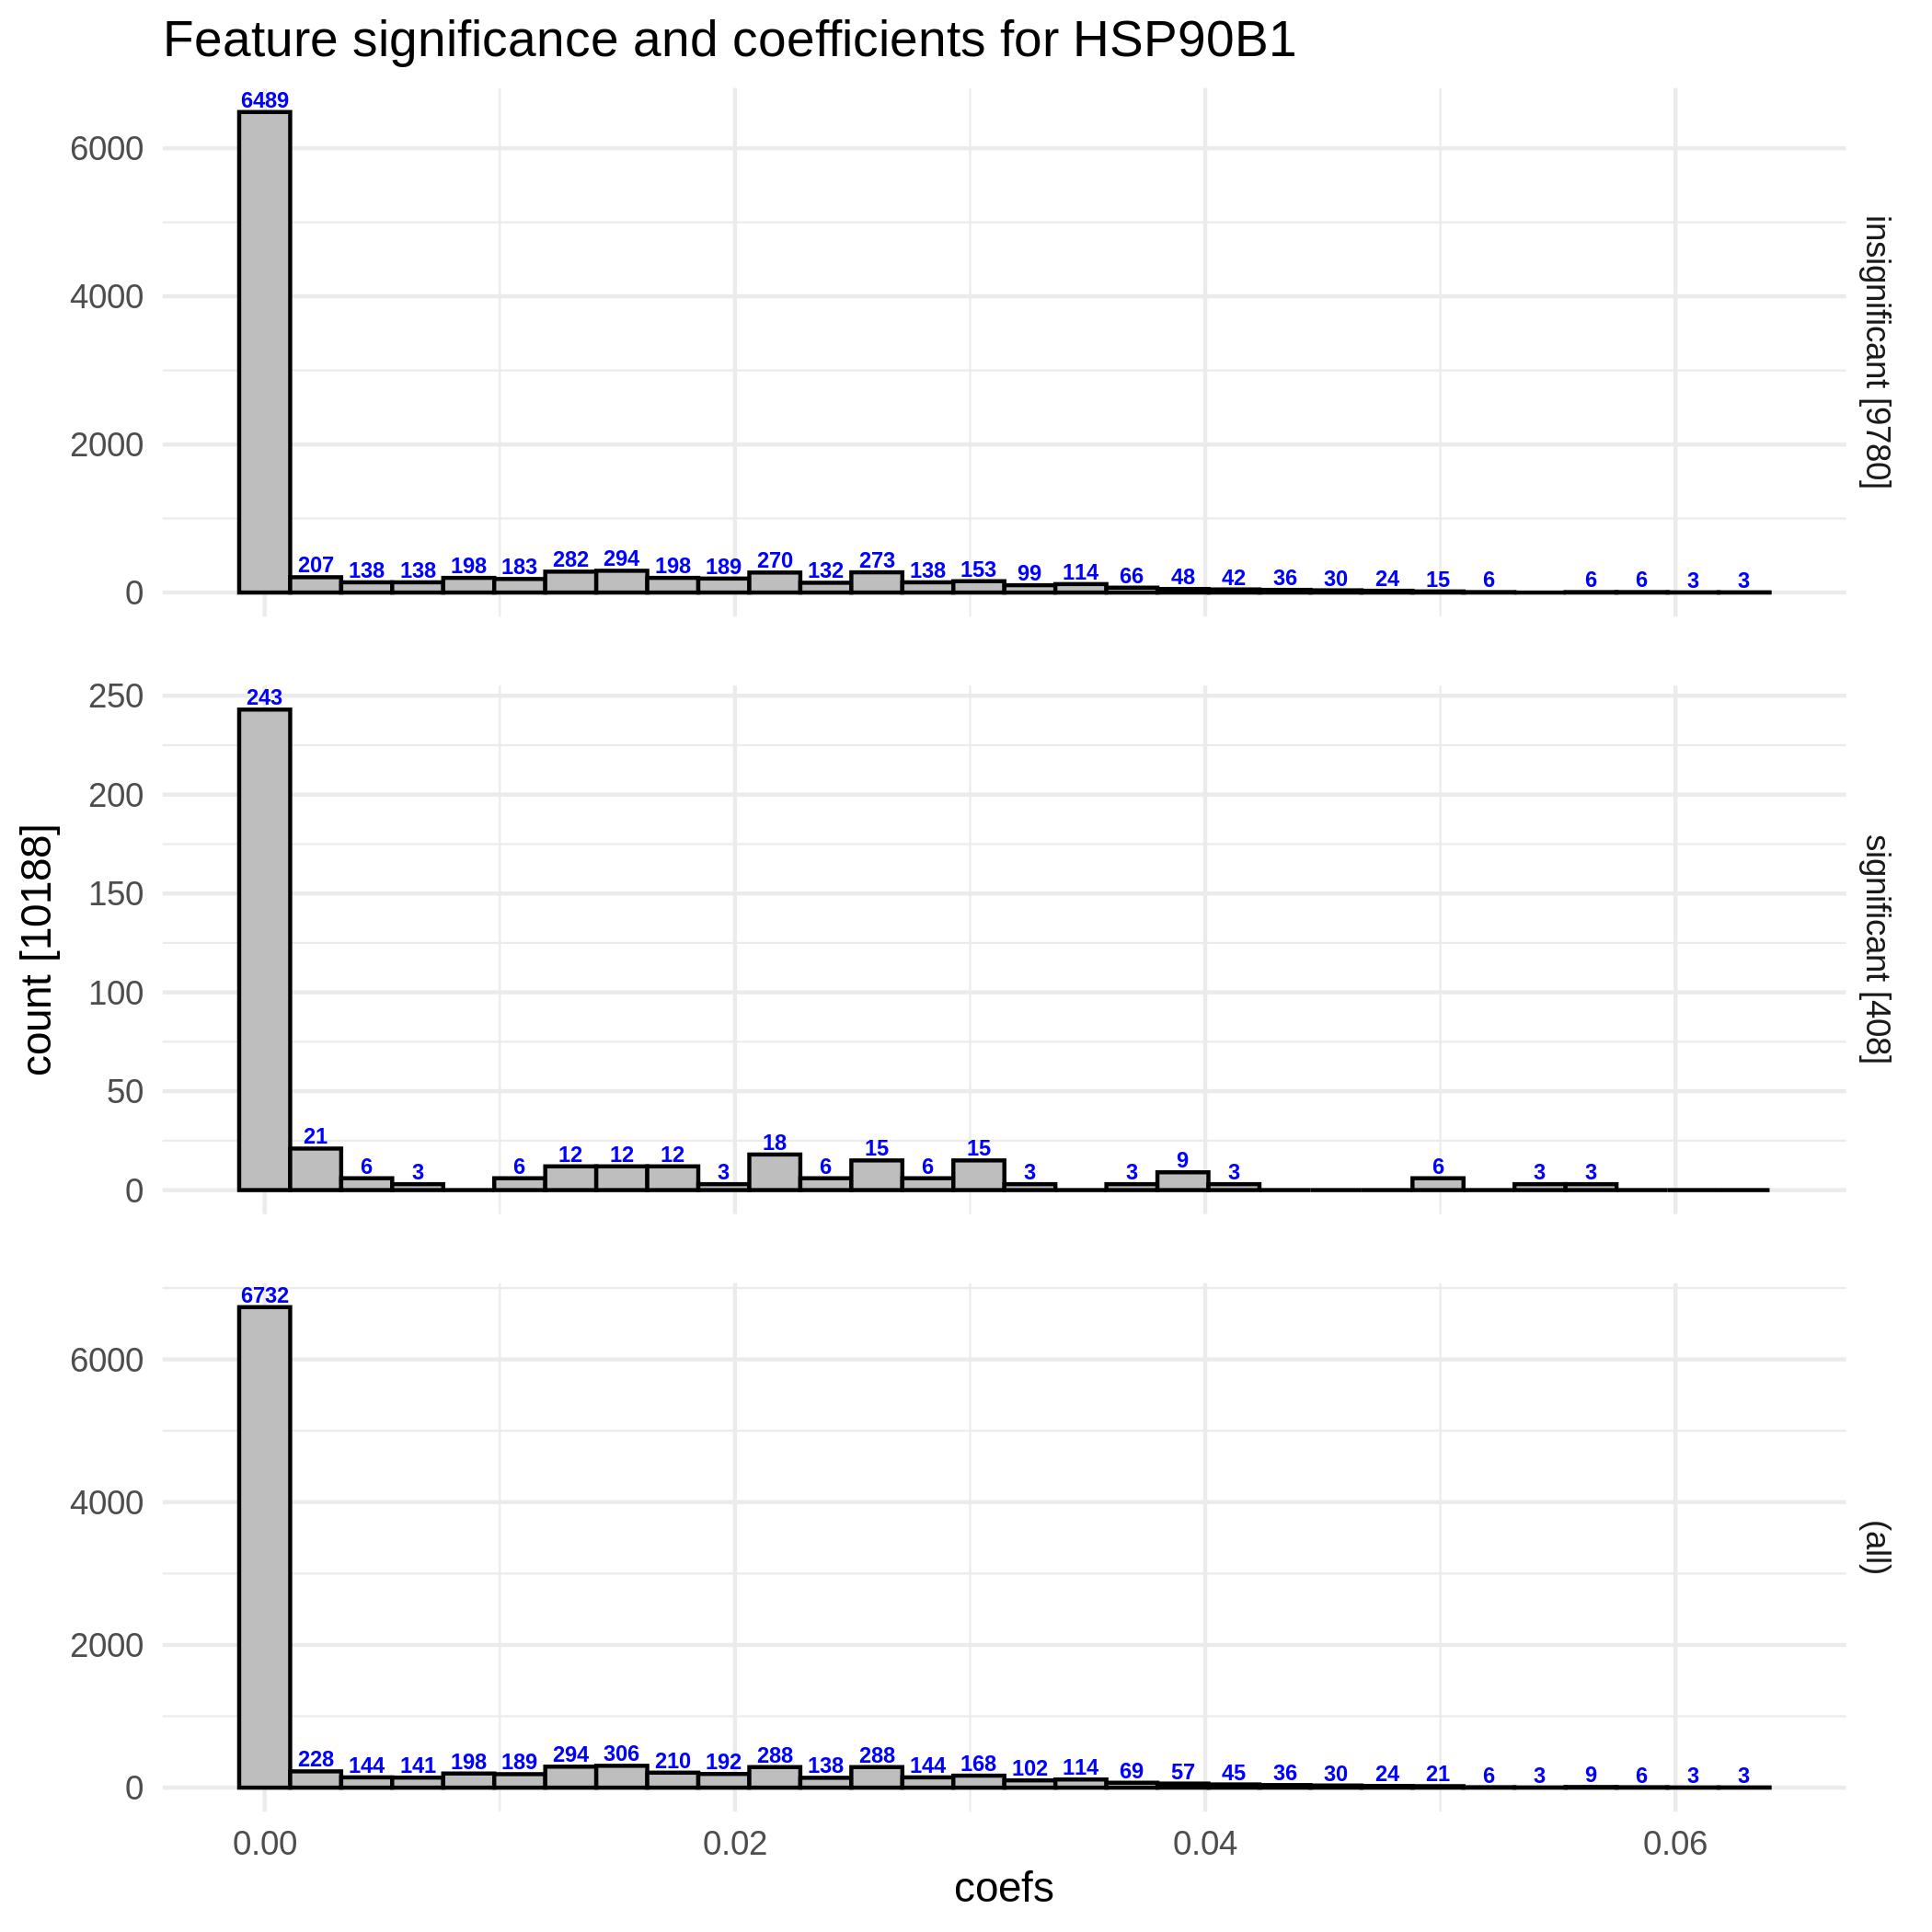 Feature significance and coefficients for HSP90B1
6489
6000
4000
2000
207 138 138 198 183 282 294 198 189 270 132 273 138 153 99 114 66 48 42 36 30 24 15 6 6 6 3 3
0
insignificant [9780]
250
243
200
150
100
50
21 6 3 6 12 12 12 3 18 6 15 6 15 3 3 9 3 6 3 3
0
significant [408]
count [10188]
6732
6000
4000
2000
228 144 141 198 189 294 306 210 192 288 138 288 144 168 102 114 69 57 45 36 30 24 21 6 3 9 6 3 3
0
(all)
0.00 0.02 0.04 0.06
coefs